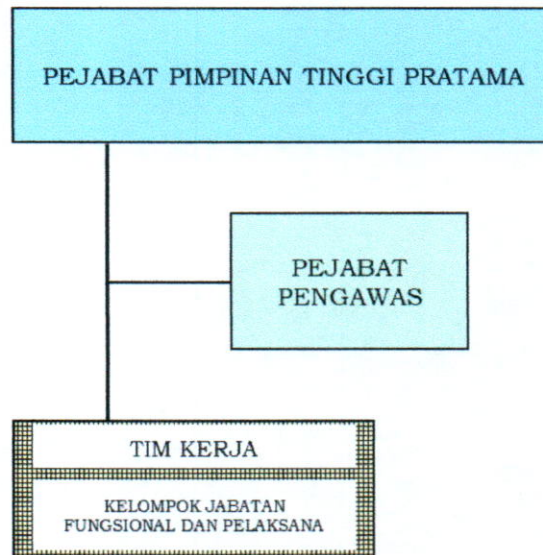 PEJABAT PIMPINAN TINGGI PRATAMA
PEJABAT
PENGAWAS
TIM KERJA
KELOMPOK JABATAN
FUNGSIONAL DAN PELAKSANA